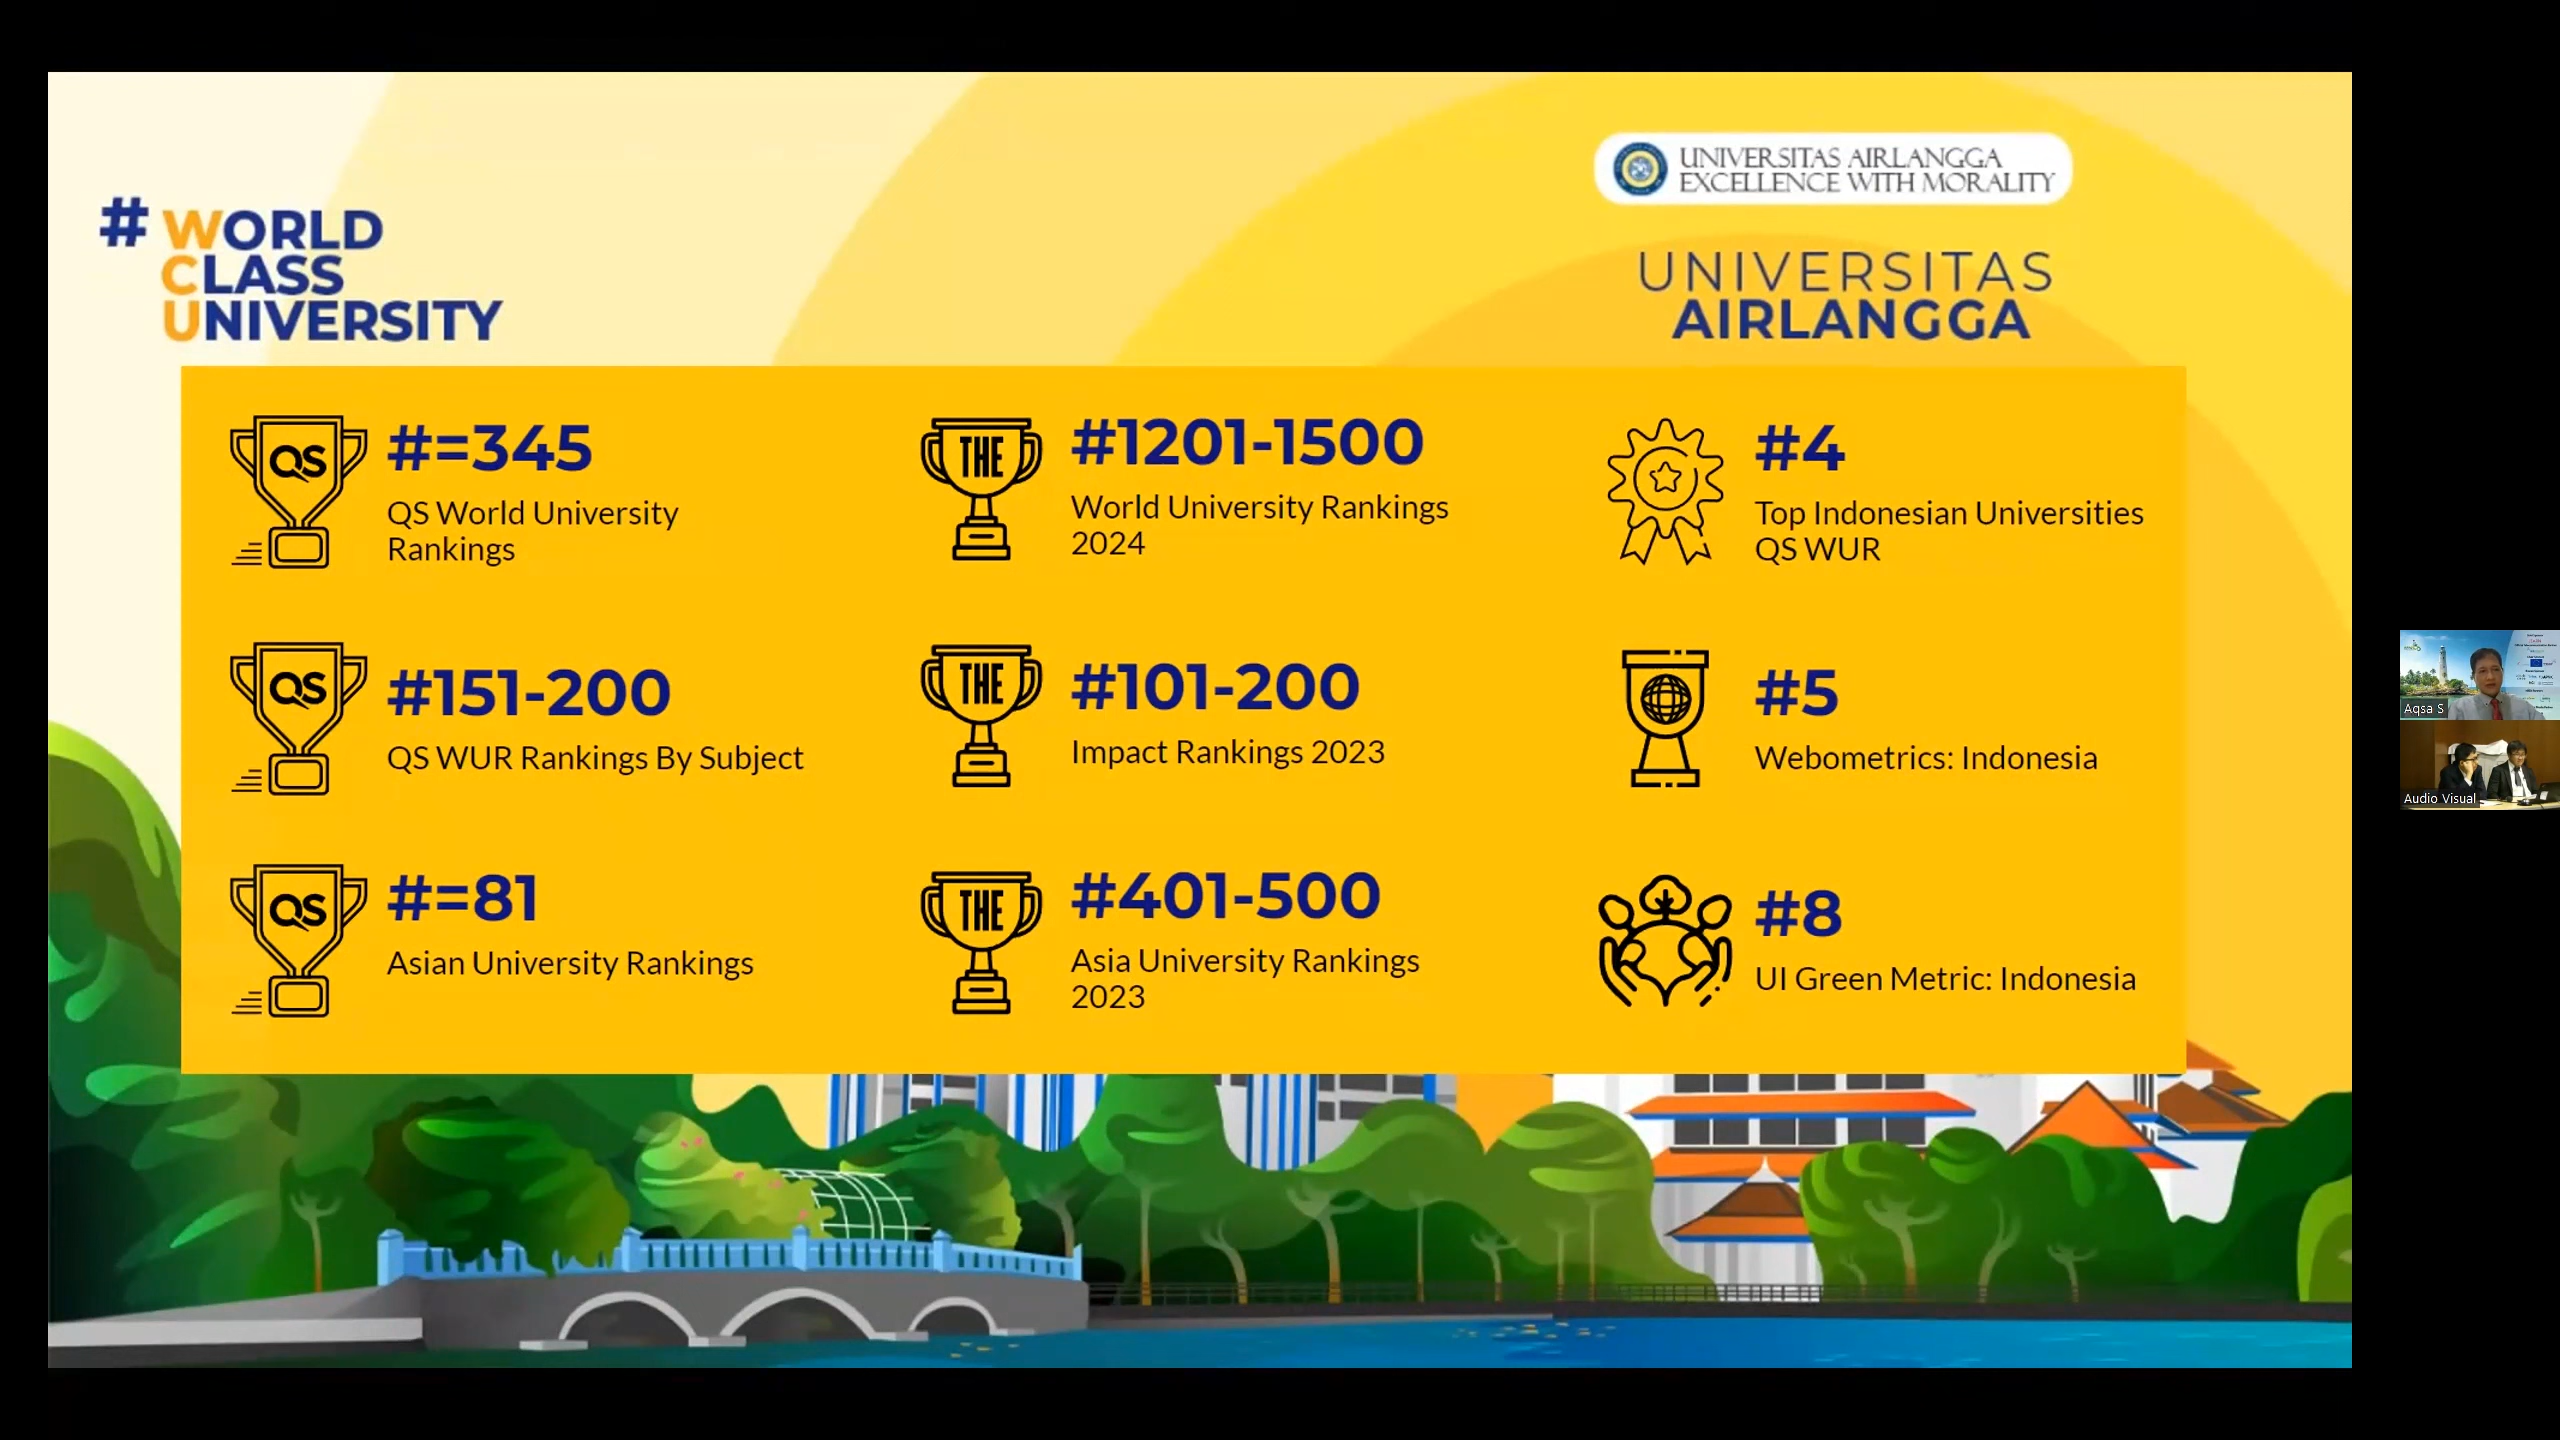 # WORLD
CLASS
UNIVERSITY
UNIVERSITAS AIRLANGGA
EXCELLENCE WITH MORALITY
UNIVERSITAS
AIRLANGGA
QS
#=345
QS World University
Rankings
THE
#1201-1500
World University Rankings
2024
#4
Top Indonesian Universities
QS WUR
QS
#151-200
QS WUR Rankings By Subject
THE
#101-200
Impact Rankings 2023
#5
Webometrics: Indonesia
QS
#=81
Asian University Rankings
THE
#401-500
Asia University Rankings
2023
#8
UI Green Metric: Indonesia
Aqsa S
Audio Visual